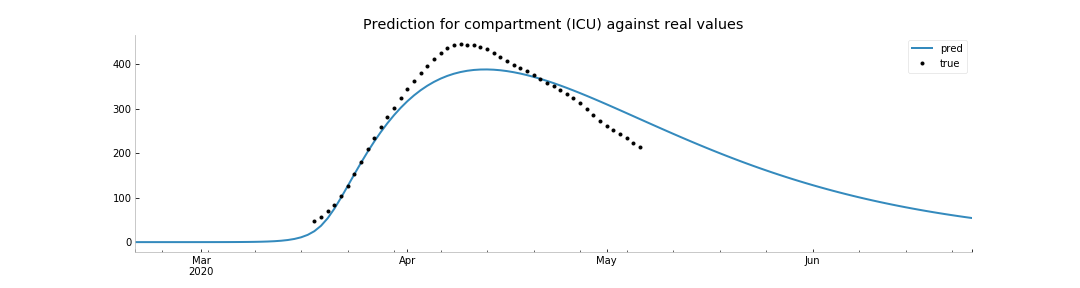 Prediction for compartment (ICU) against real values
pred
true
400
300
200
100
0
Mar
2020
Apr
May
Jun